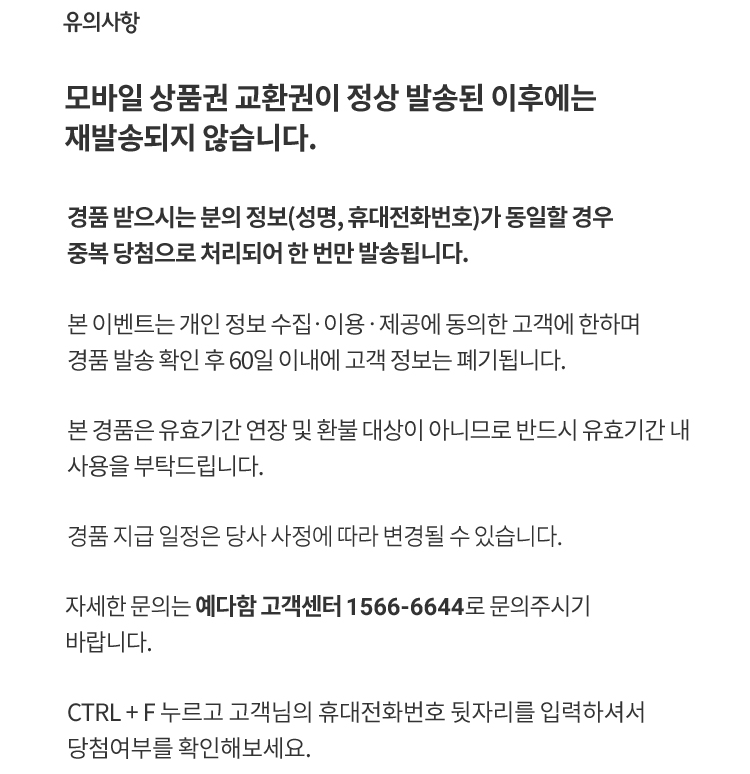 유의사항
모바일 상품권 교환권이 정상 발송된 이후에는
재발송되지 않습니다.
경품 받으시는 분의 정보(성명, 휴대전화번호)가 동일할 경우
중복 당첨으로 처리되어 한 번만 발송됩니다.
본 이벤트는 개인 정보 수집·이용·제공에 동의한 고객에 한하며
경품 발송 확인 후 60일 이내에 고객 정보는 폐기됩니다.
본 경품은 유효기간 연장 및 환불 대상이 아니므로 반드시 유효기간 내
사용을 부탁드립니다.
경품 지급 일정은 당사 사정에 따라 변경될 수 있습니다.
자세한 문의는 예다함 고객센터 1566-6644로 문의주시기
바랍니다.
CTRL + F 누르고 고객님의 휴대전화번호 뒷자리를 입력하셔서
당첨여부를 확인해보세요.